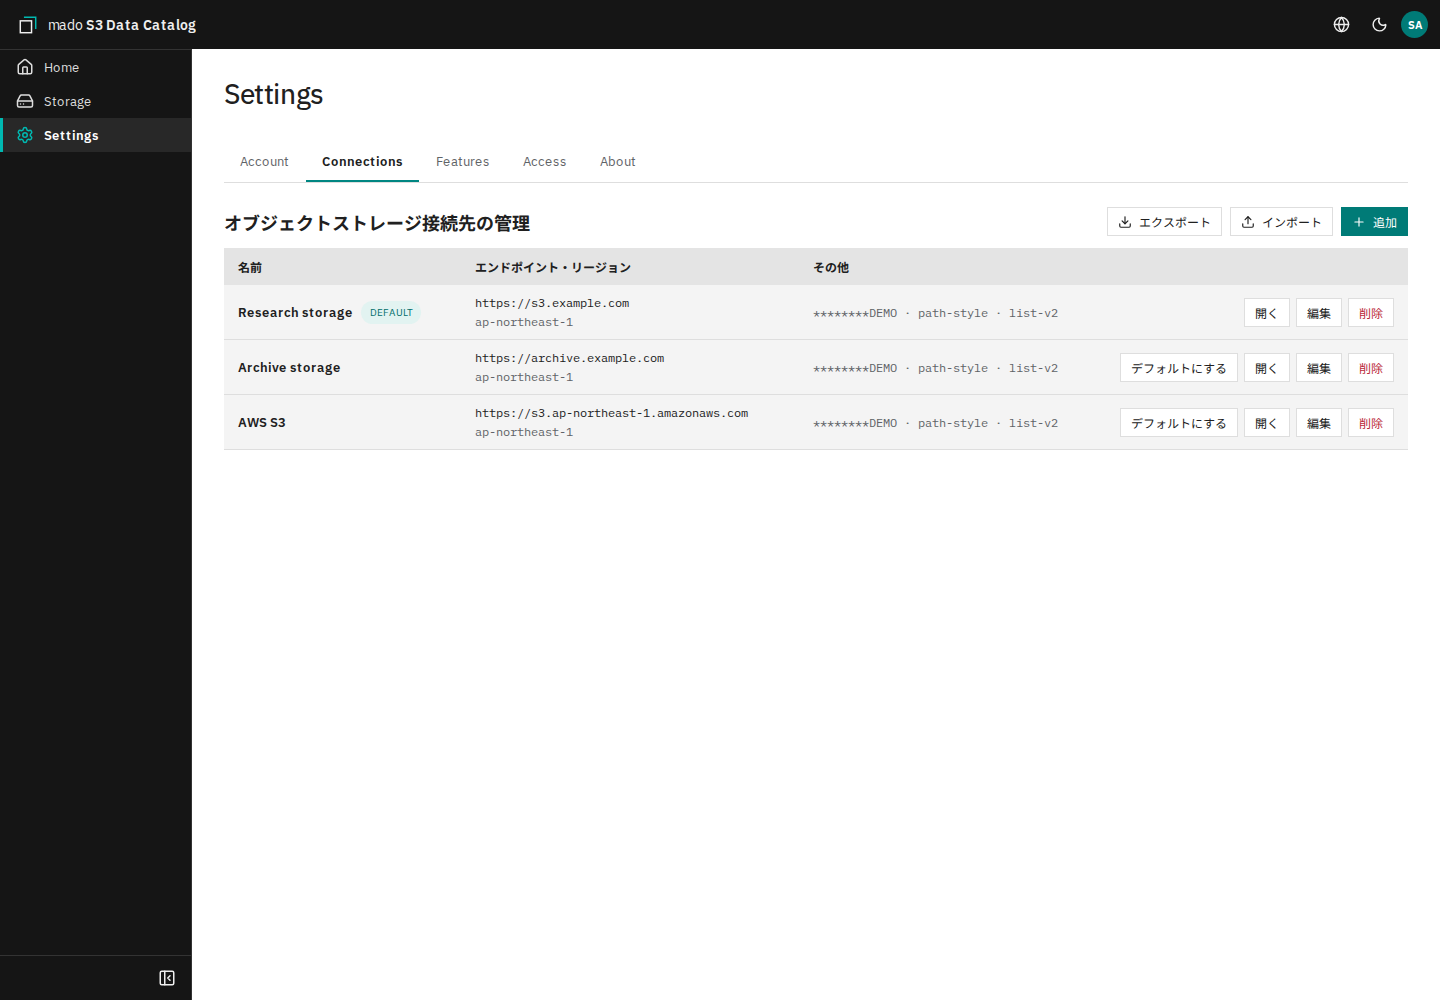 mado S3 Data Catalog
SA
Home
Storage
Settings
Settings
Account Connections Features Access About
オブジェクトストレージ接続先の管理
エクスポート インポート 追加
名前 エンドポイント・リージョン その他
Research storage DEFAULT https://s3.example.com ********DEMO · path-style · list-v2 開く 編集 削除
ap-northeast-1
Archive storage https://archive.example.com ********DEMO · path-style · list-v2 デフォルトにする 開く 編集 削除
ap-northeast-1
AWS S3 https://s3.ap-northeast-1.amazonaws.com ********DEMO · path-style · list-v2 デフォルトにする 開く 編集 削除
ap-northeast-1